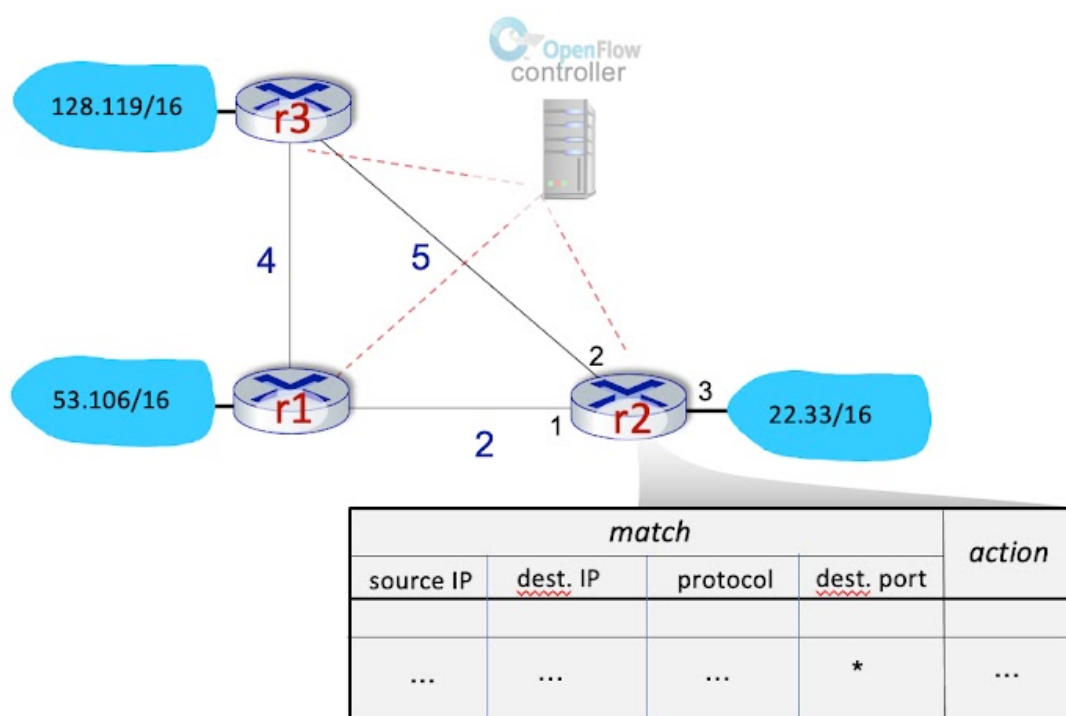 OpenFlow
controller
128.119/16
r3
4
5
2
53.106/16
r1
3
r2
22.33/16
1
2
match
action
source IP
dest. IP
protocol
dest. port
...
...
...
*
...